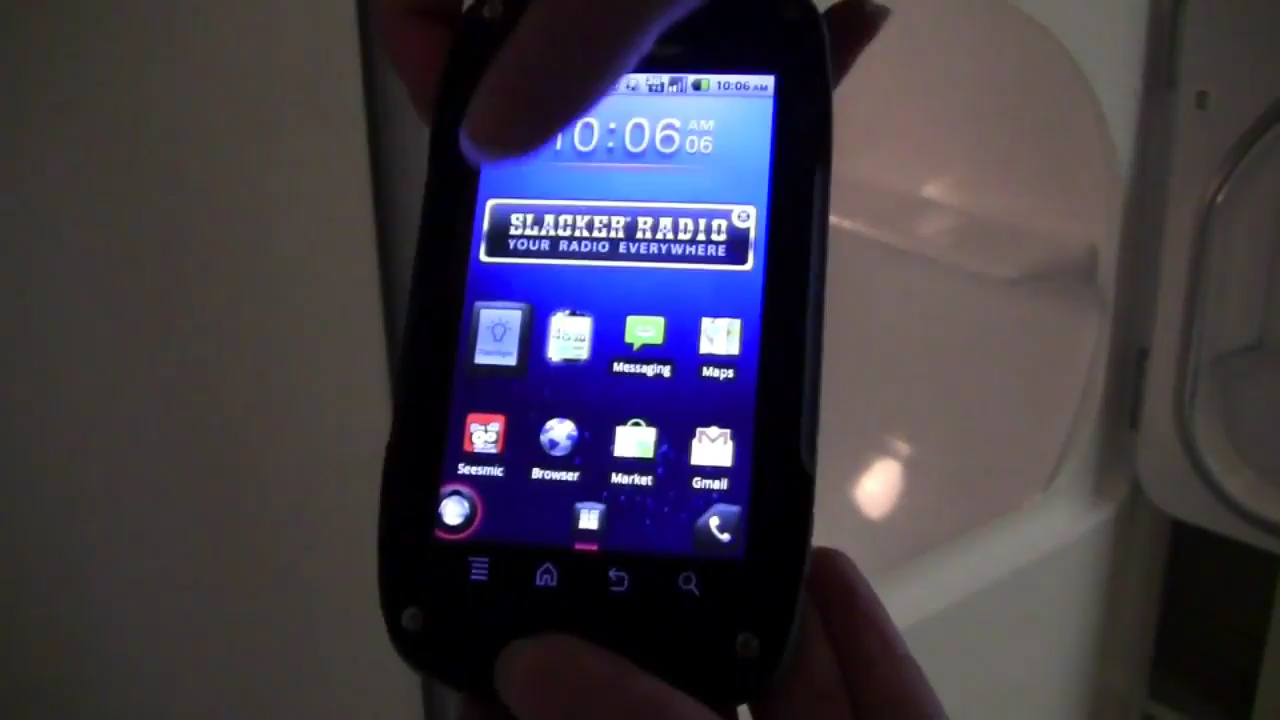 10:06 AM
10:06 AM
06
SLACKER RADIO
YOUR RADIO EVERYWHERE
Messaging
Maps
Seesmic
Browser
Market
Gmail